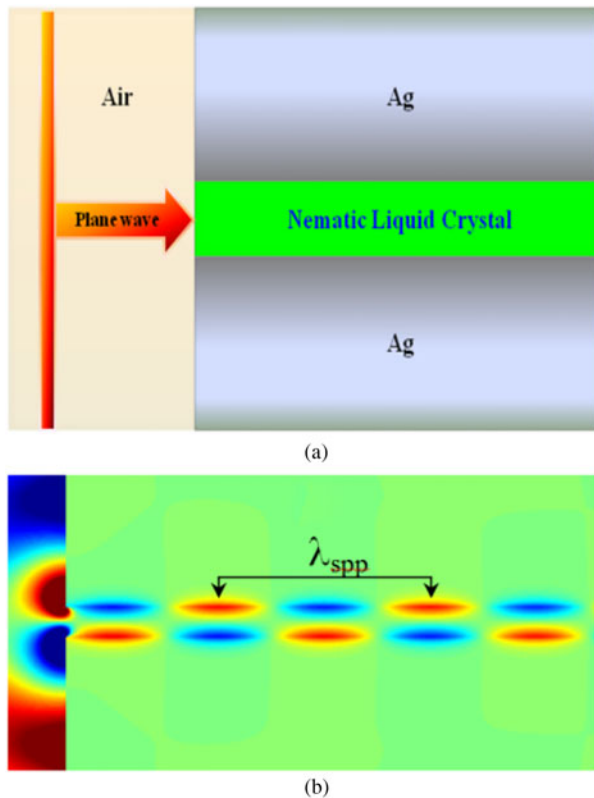 Air
Ag
Plane wave
Nematic Liquid Crystal
Ag
(a)
λspp
(b)